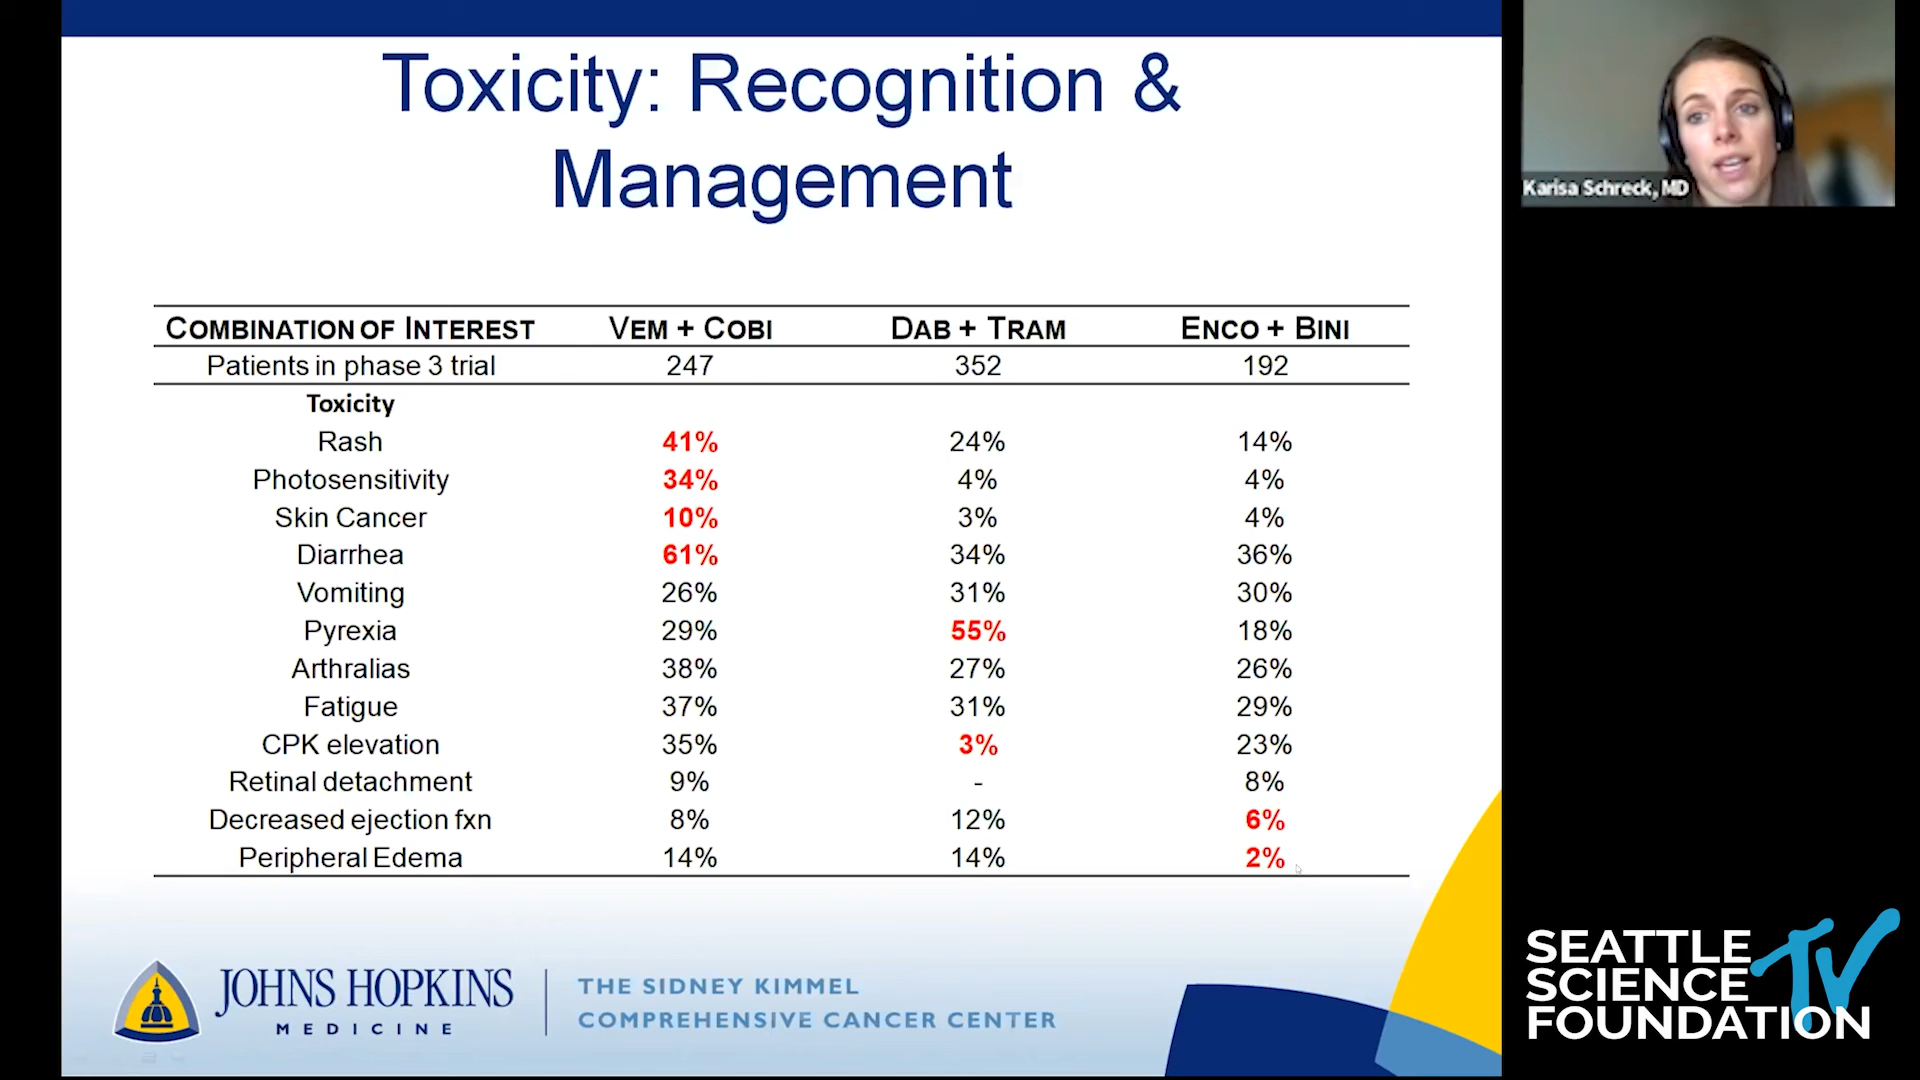 Toxicity: Recognition &
Management
Karisa Schreck, MD
COMBINATION OF INTEREST VEM + COBI DAB + TRAM ENCO + BINI
Patients in phase 3 trial 247 352 192
Toxicity
Rash 41% 24% 14%
Photosensitivity 34% 4% 4%
Skin Cancer 10% 3% 4%
Diarrhea 61% 34% 36%
Vomiting 26% 31% 30%
Pyrexia 29% 55% 18%
Arthralias 38% 27% 26%
Fatigue 37% 31% 29%
CPK elevation 35% 3% 23%
Retinal detachment 9% - 8%
Decreased ejection fxn 8% 12% 6%
Peripheral Edema 14% 14% 2%
JOHNS HOPKINS
MEDICINE
THE SIDNEY KIMMEL
COMPREHENSIVE CANCER CENTER
SEATTLE
SCIENCE TV
FOUNDATION